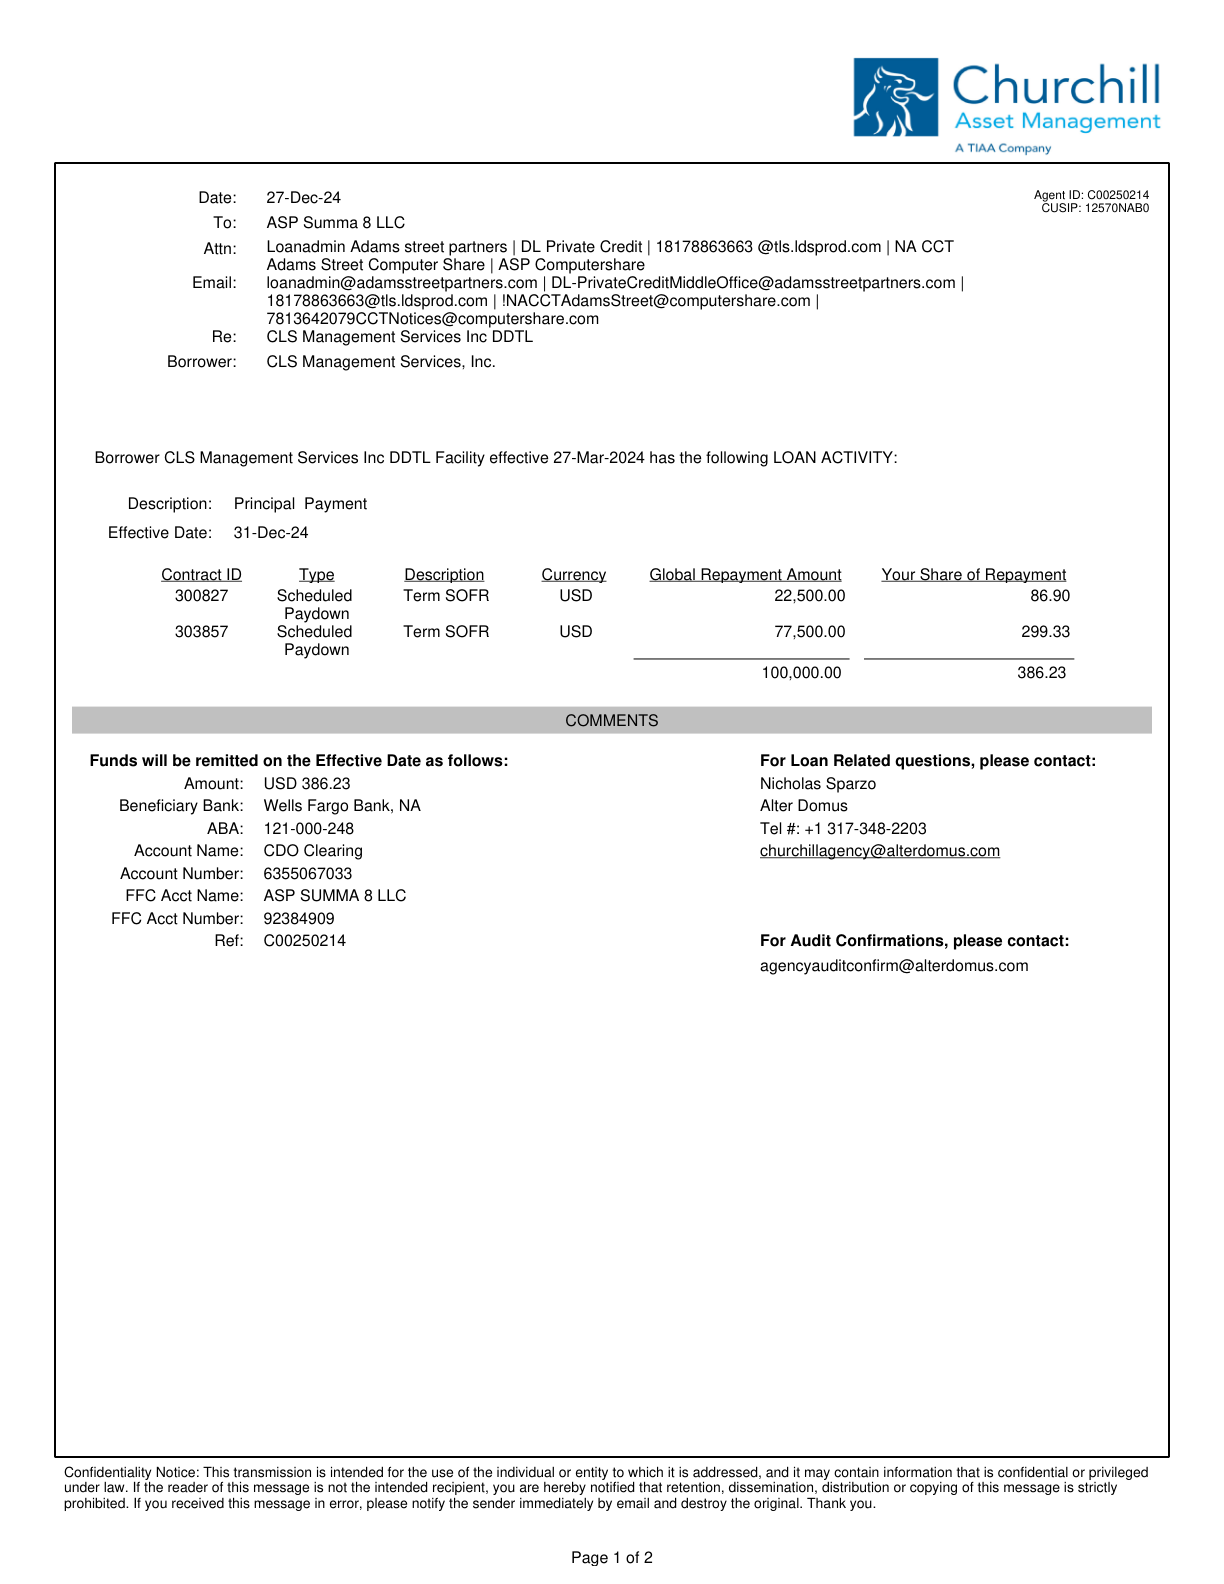 Churchill
Asset Management
A TIAA Company
Agent ID: C00250214
CUSIP: 12570NAB0
Date: 27-Dec-24
To: ASP Summa 8 LLC
Attn: Loanadmin Adams street partners | DL Private Credit | 18178863663 @tls.ldsprod.com | NA CCT
Adams Street Computer Share | ASP Computershare
Email: loanadmin@adamsstreetpartners.com | DL-PrivateCreditMiddleOffice@adamsstreetpartners.com |
18178863663@tls.ldsprod.com | !NACCTAdamsStreet@computershare.com |
7813642079CCTNotices@computershare.com
Re: CLS Management Services Inc DDTL
Borrower: CLS Management Services, Inc.
Borrower CLS Management Services Inc DDTL Facility effective 27-Mar-2024 has the following LOAN ACTIVITY:
Description: Principal Payment
Effective Date: 31-Dec-24
Contract ID Type Description Currency Global Repayment Amount Your Share of Repayment
300827 Scheduled Term SOFR USD 22,500.00 86.90
Paydown
303857 Scheduled Term SOFR USD 77,500.00 299.33
Paydown
100,000.00 386.23
COMMENTS
Funds will be remitted on the Effective Date as follows:
Amount: USD 386.23
Beneficiary Bank: Wells Fargo Bank, NA
ABA: 121-000-248
Account Name: CDO Clearing
Account Number: 6355067033
FFC Acct Name: ASP SUMMA 8 LLC
FFC Acct Number: 92384909
Ref: C00250214
For Loan Related questions, please contact:
Nicholas Sparzo
Alter Domus
Tel #: +1 317-348-2203
churchillagency@alterdomus.com
For Audit Confirmations, please contact:
agencyauditconfirm@alterdomus.com
Confidentiality Notice: This transmission is intended for the use of the individual or entity to which it is addressed, and it may contain information that is confidential or privileged
under law. If the reader of this message is not the intended recipient, you are hereby notified that retention, dissemination, distribution or copying of this message is strictly
prohibited. If you received this message in error, please notify the sender immediately by email and destroy the original. Thank you.
Page 1 of 2